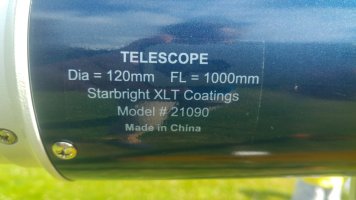 TELESCOPE
Dia = 120mm FL = 1000mm
Starbright XLT Coatings
Model # 21090
Made in China